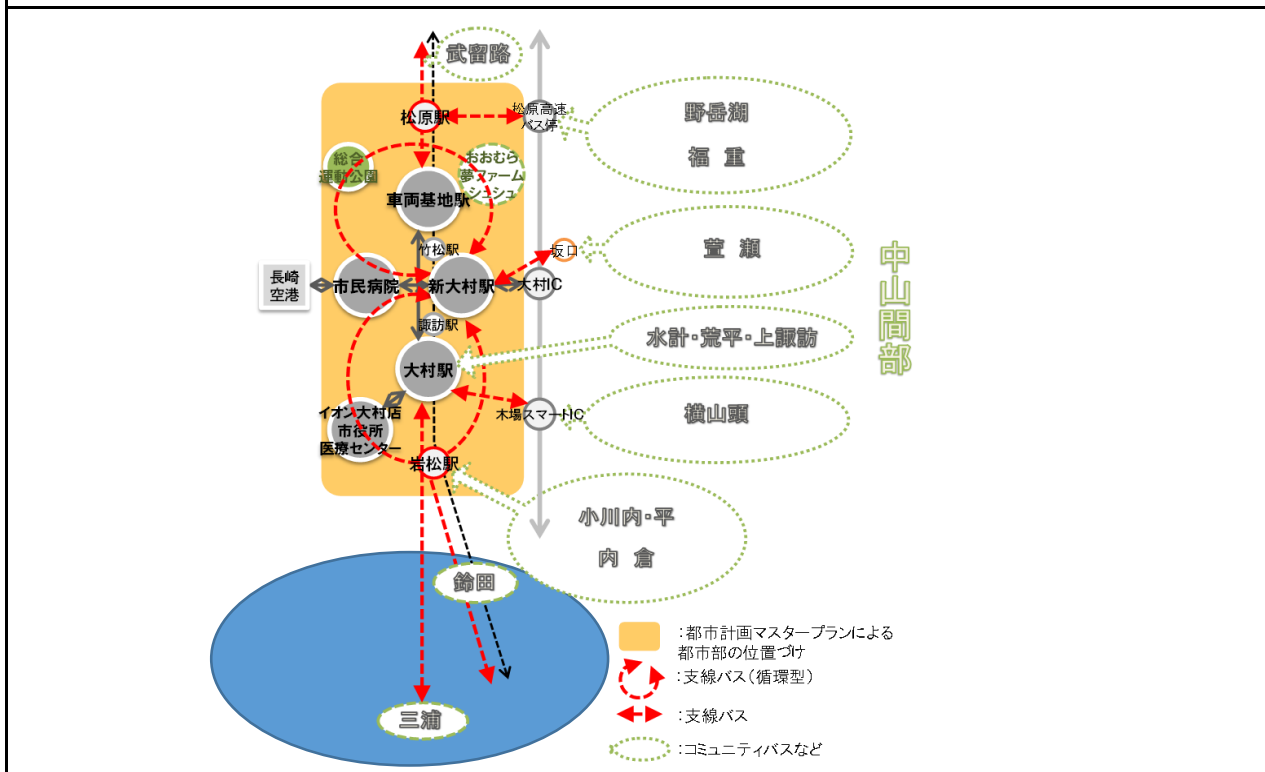 武留路
松原駅
松原高速
バス停
野岳湖
福 重
総合
運動公園
おおむら
夢ファーム
シュシュ
車両基地駅
竹松駅
坂口
萱 瀬
中山間部
長崎
空港
市民病院
新大村駅
大村IC
諏訪駅
水計・荒平・上諏訪
大村駅
木場スマートIC
横山頭
イオン大村店
市役所
医療センター
岩松駅
小川内・平
内 倉
鈴田
三浦
:都市計画マスタープランによる
都市部の位置づけ
:支線バス(循環型)
:支線バス
:コミュニティバスなど